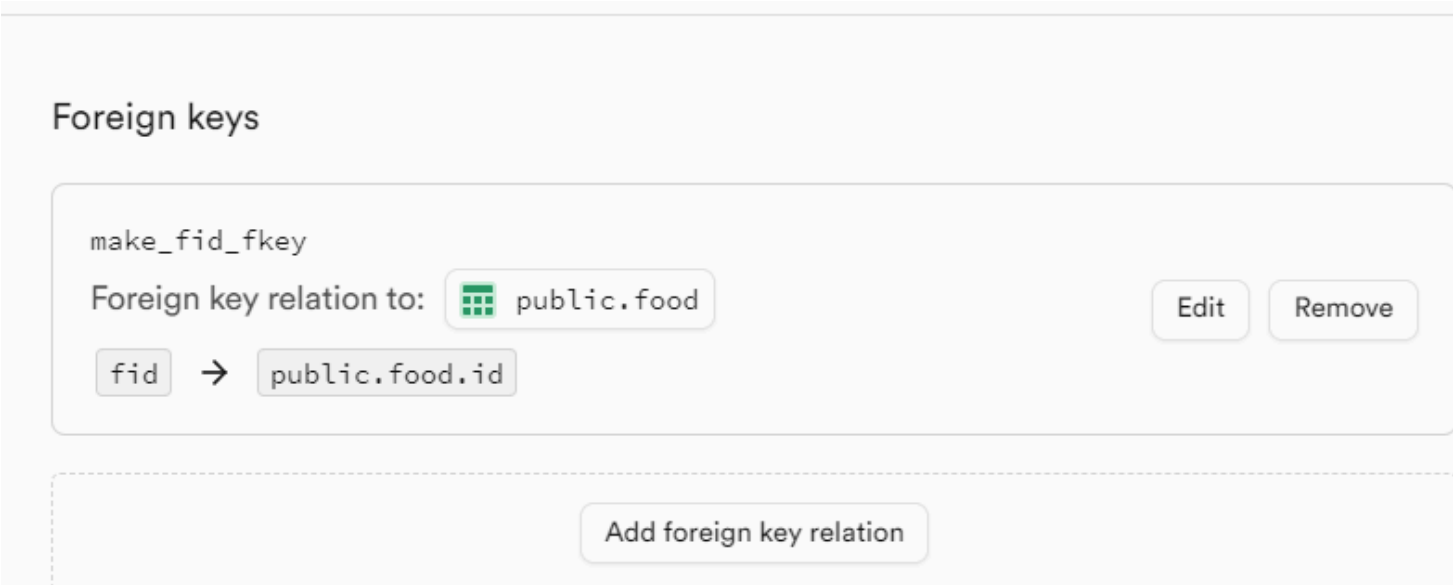 Foreign keys
make_fid_fkey
Foreign key relation to: public.food
Edit Remove
fid → public.food.id
Add foreign key relation